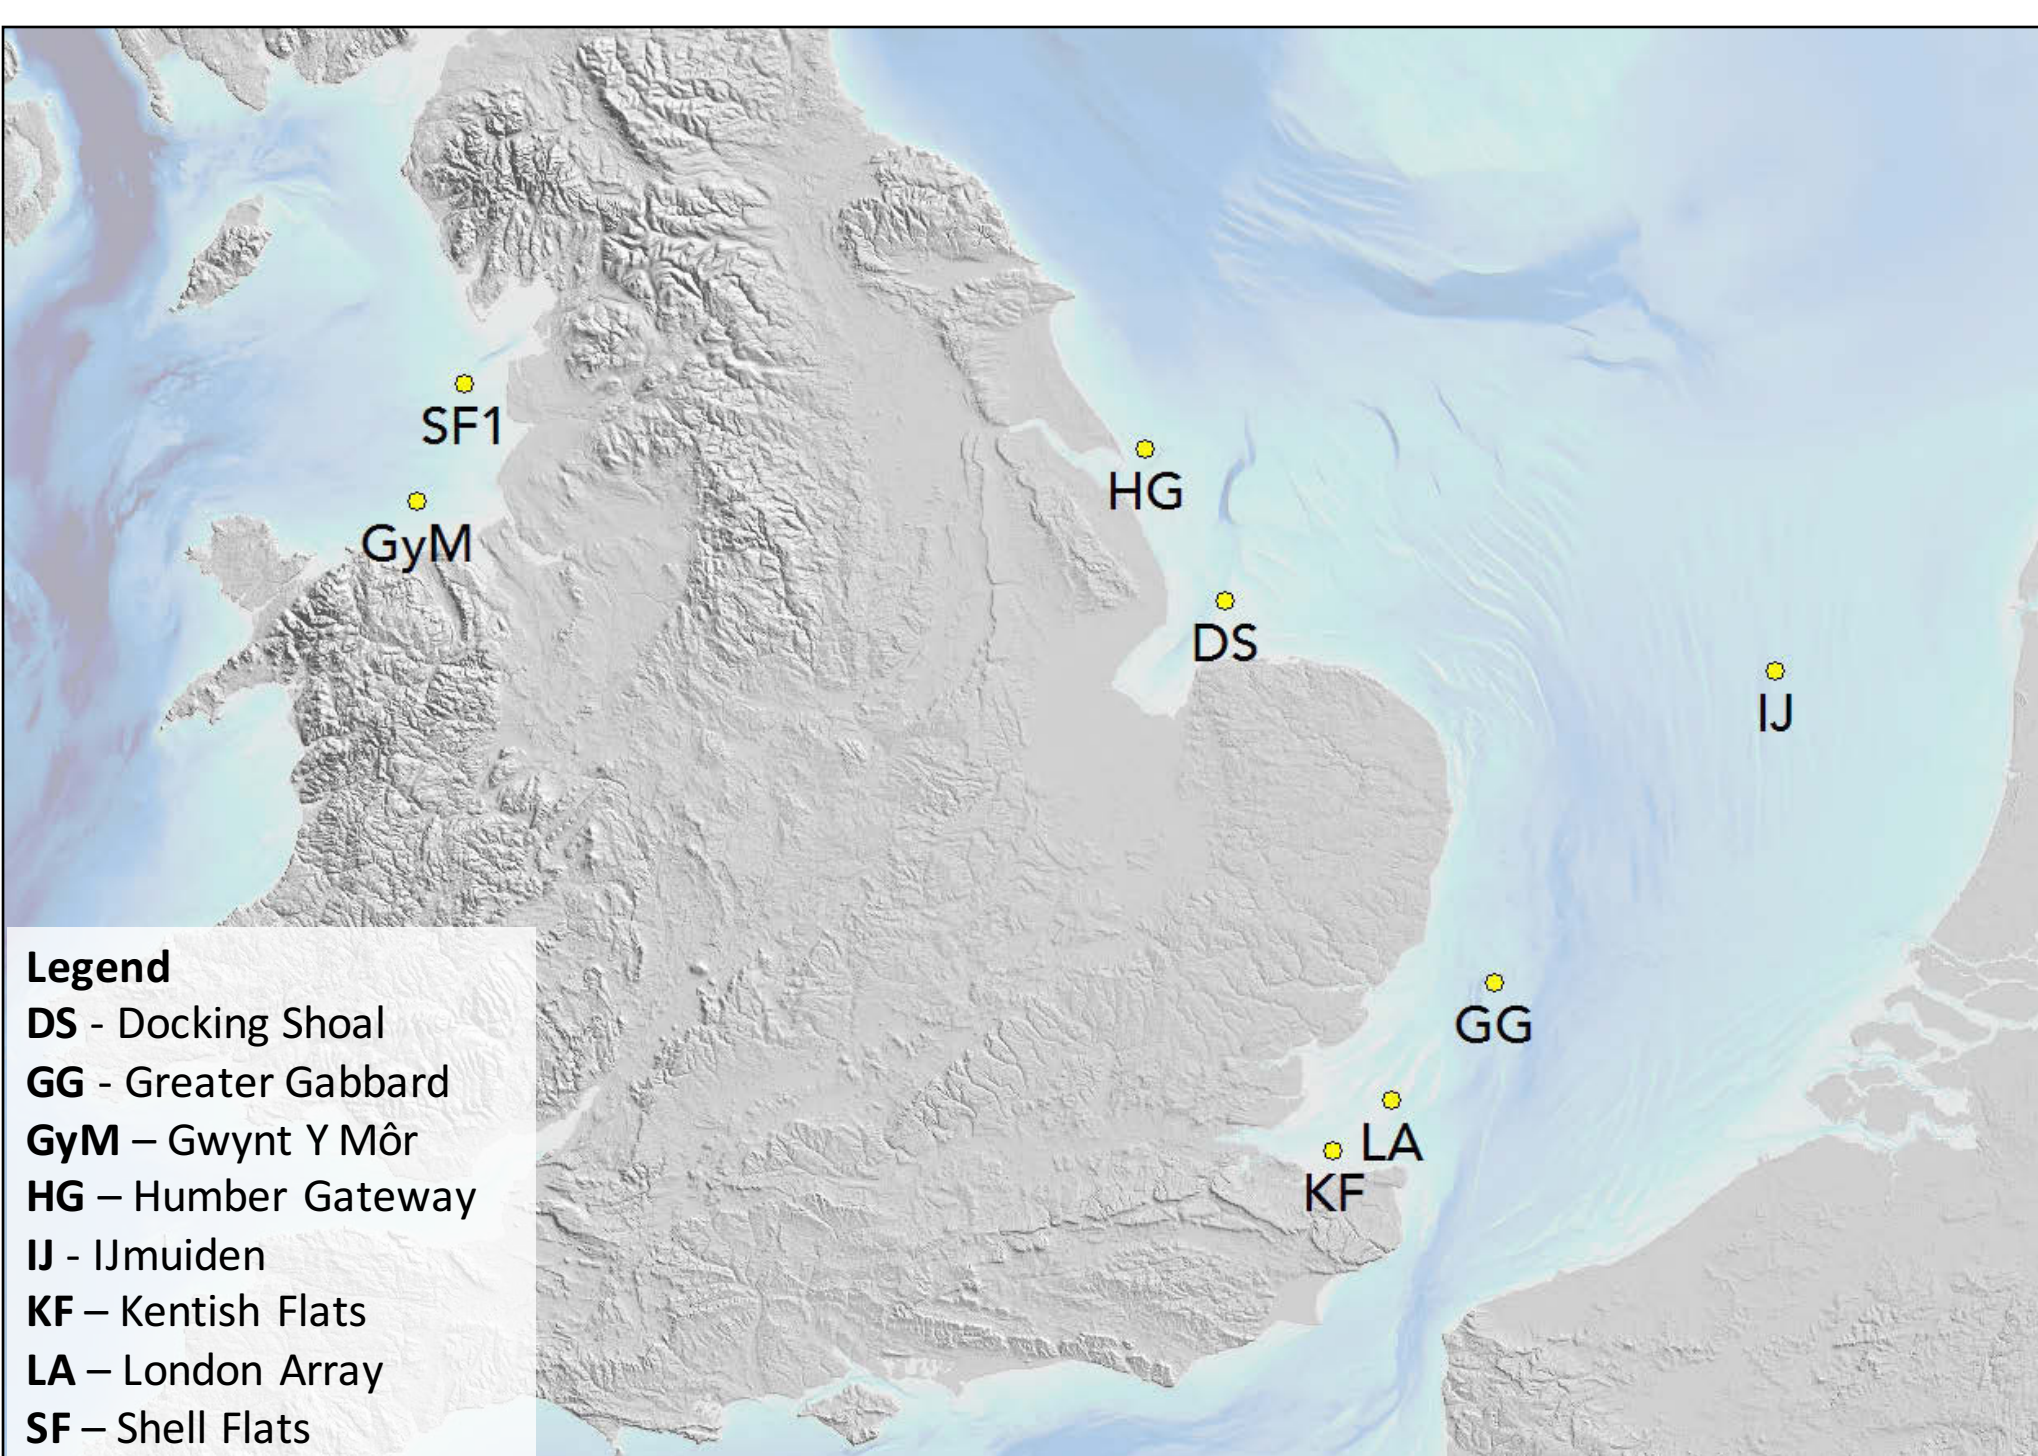 SF1
HG
GyM
DS
IJ
GG
LA
KF
Legend
DS - Docking Shoal
GG - Greater Gabbard
GyM – Gwynt Y Môr
HG – Humber Gateway
IJ - IJmuiden
KF – Kentish Flats
LA – London Array
SF – Shell Flats